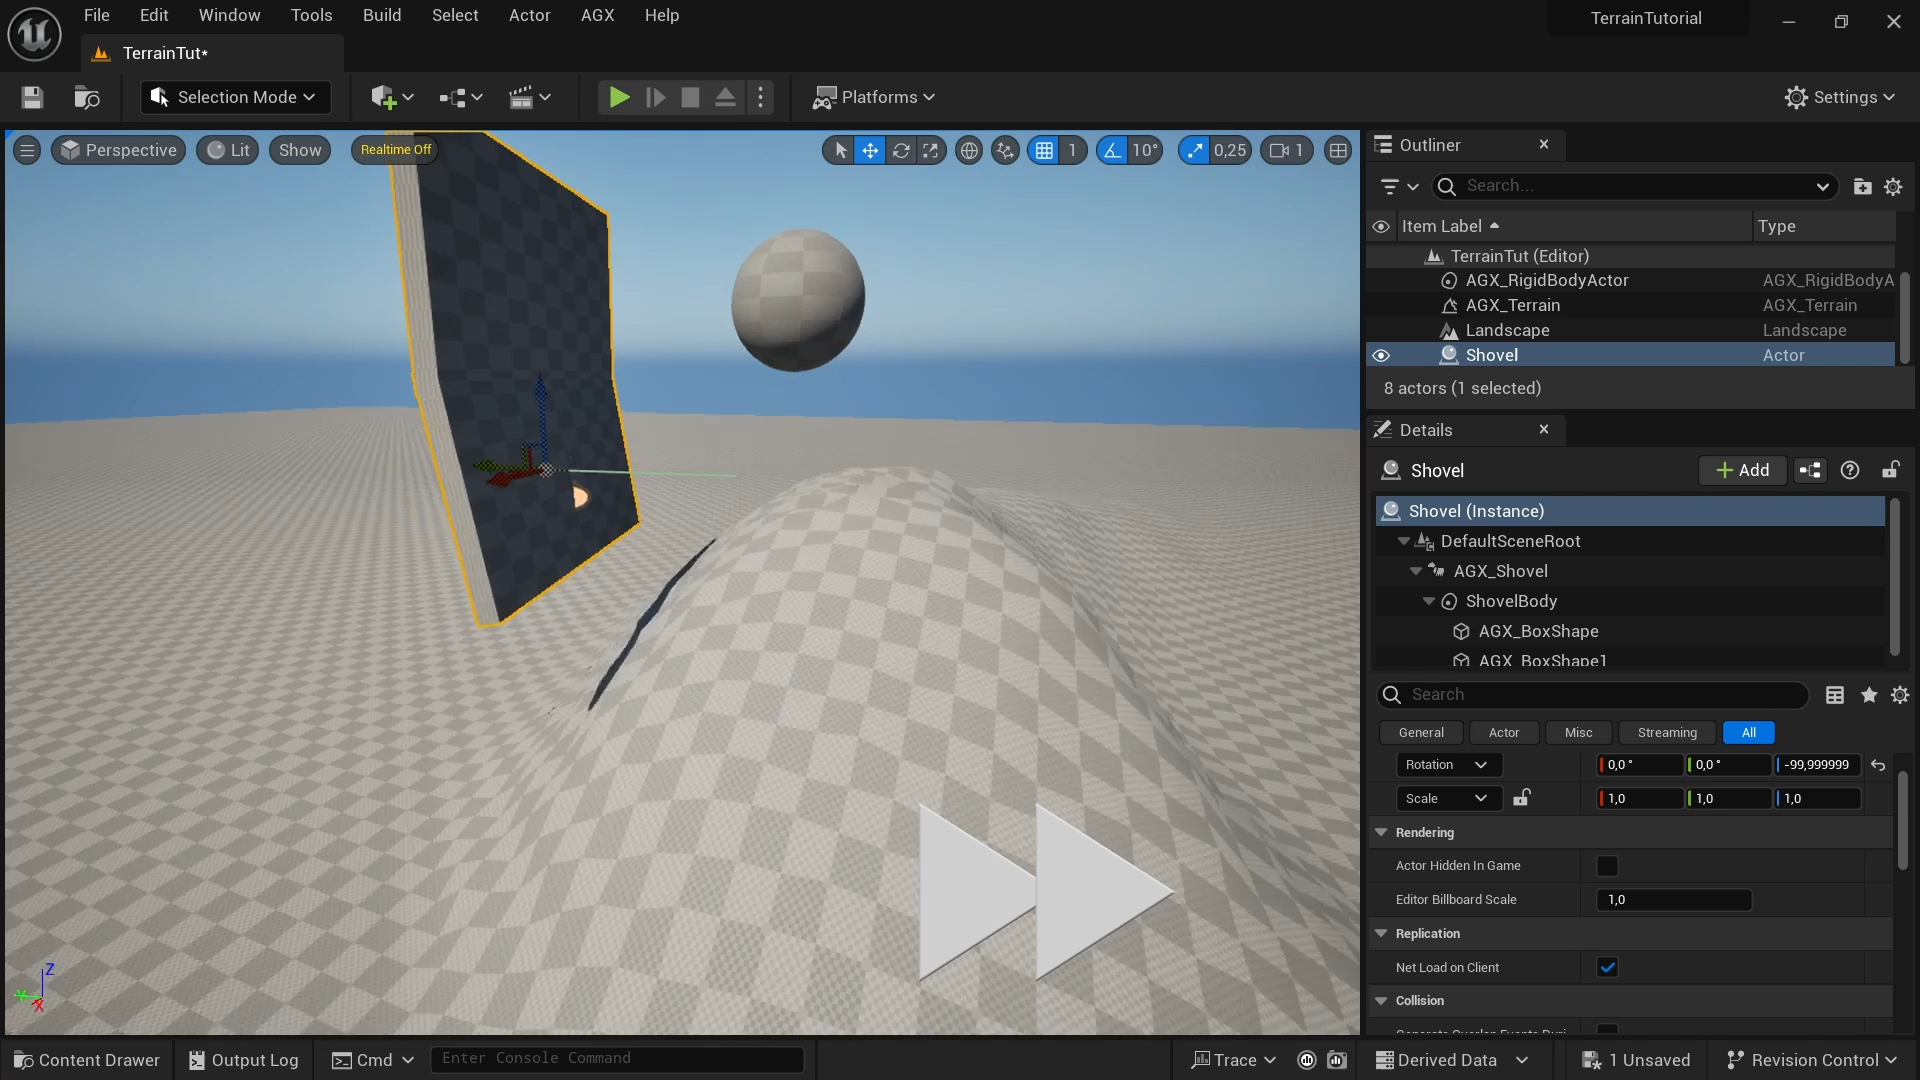 File Edit Window Tools Build Select Actor AGX Help TerrainTutorial
TerrainTut•
Selection Mode Platforms Settings
Perspective Lit Show Realtime Off 1 10° 0,25 1
Outliner
Search...
Item Label Type
TerrainTut (Editor)
AGX_RigidBodyActor AGX_RigidBodyA
AGX_Terrain AGX_Terrain
Landscape Landscape
Shovel Actor
8 actors (1 selected)
Details
Shovel Add
Shovel (Instance)
DefaultSceneRoot
AGX_Shovel
ShovelBody
AGX_BoxShape
AGX_BoxShape1
Search
General Actor Misc Streaming All
Rotation 0,0 ° 0,0 ° -99,999999
Scale 1,0 1,0 1,0
Rendering
Actor Hidden In Game
Editor Billboard Scale 1,0
Replication
Net Load on Client
Collision
Z
Y
X
Content Drawer Output Log Cmd Enter Console Command Trace Derived Data 1 Unsaved Revision Control